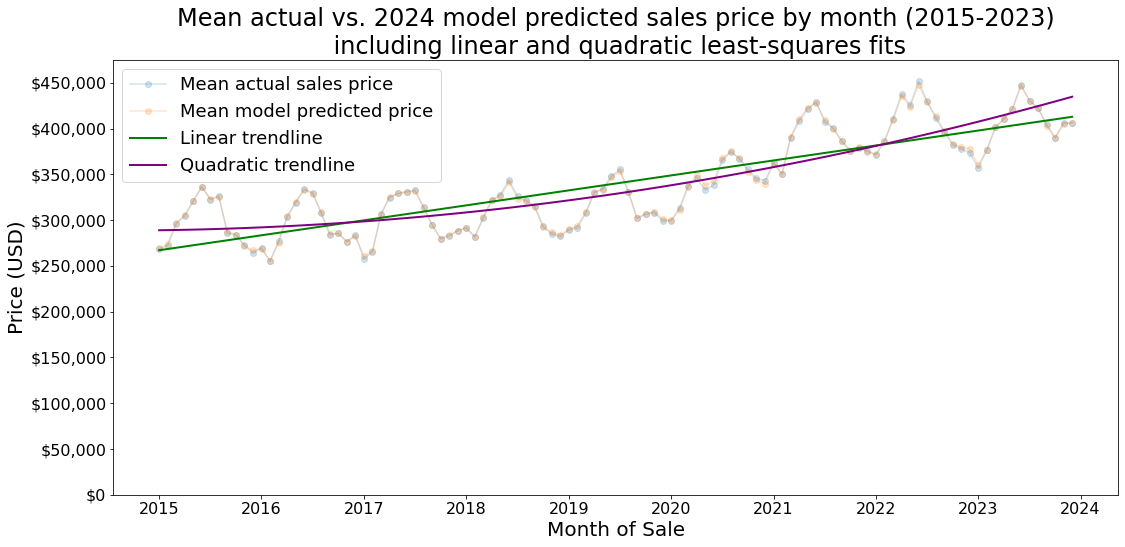 Mean actual vs. 2024 model predicted sales price by month (2015-2023)
including linear and quadratic least-squares fits
Mean actual sales price
Mean model predicted price
Linear trendline
Quadratic trendline
Price (USD)
$450,000
$400,000
$350,000
$300,000
$250,000
$200,000
$150,000
$100,000
$50,000
$0
2015 2016 2017 2018 2019 2020 2021 2022 2023 2024
Month of Sale